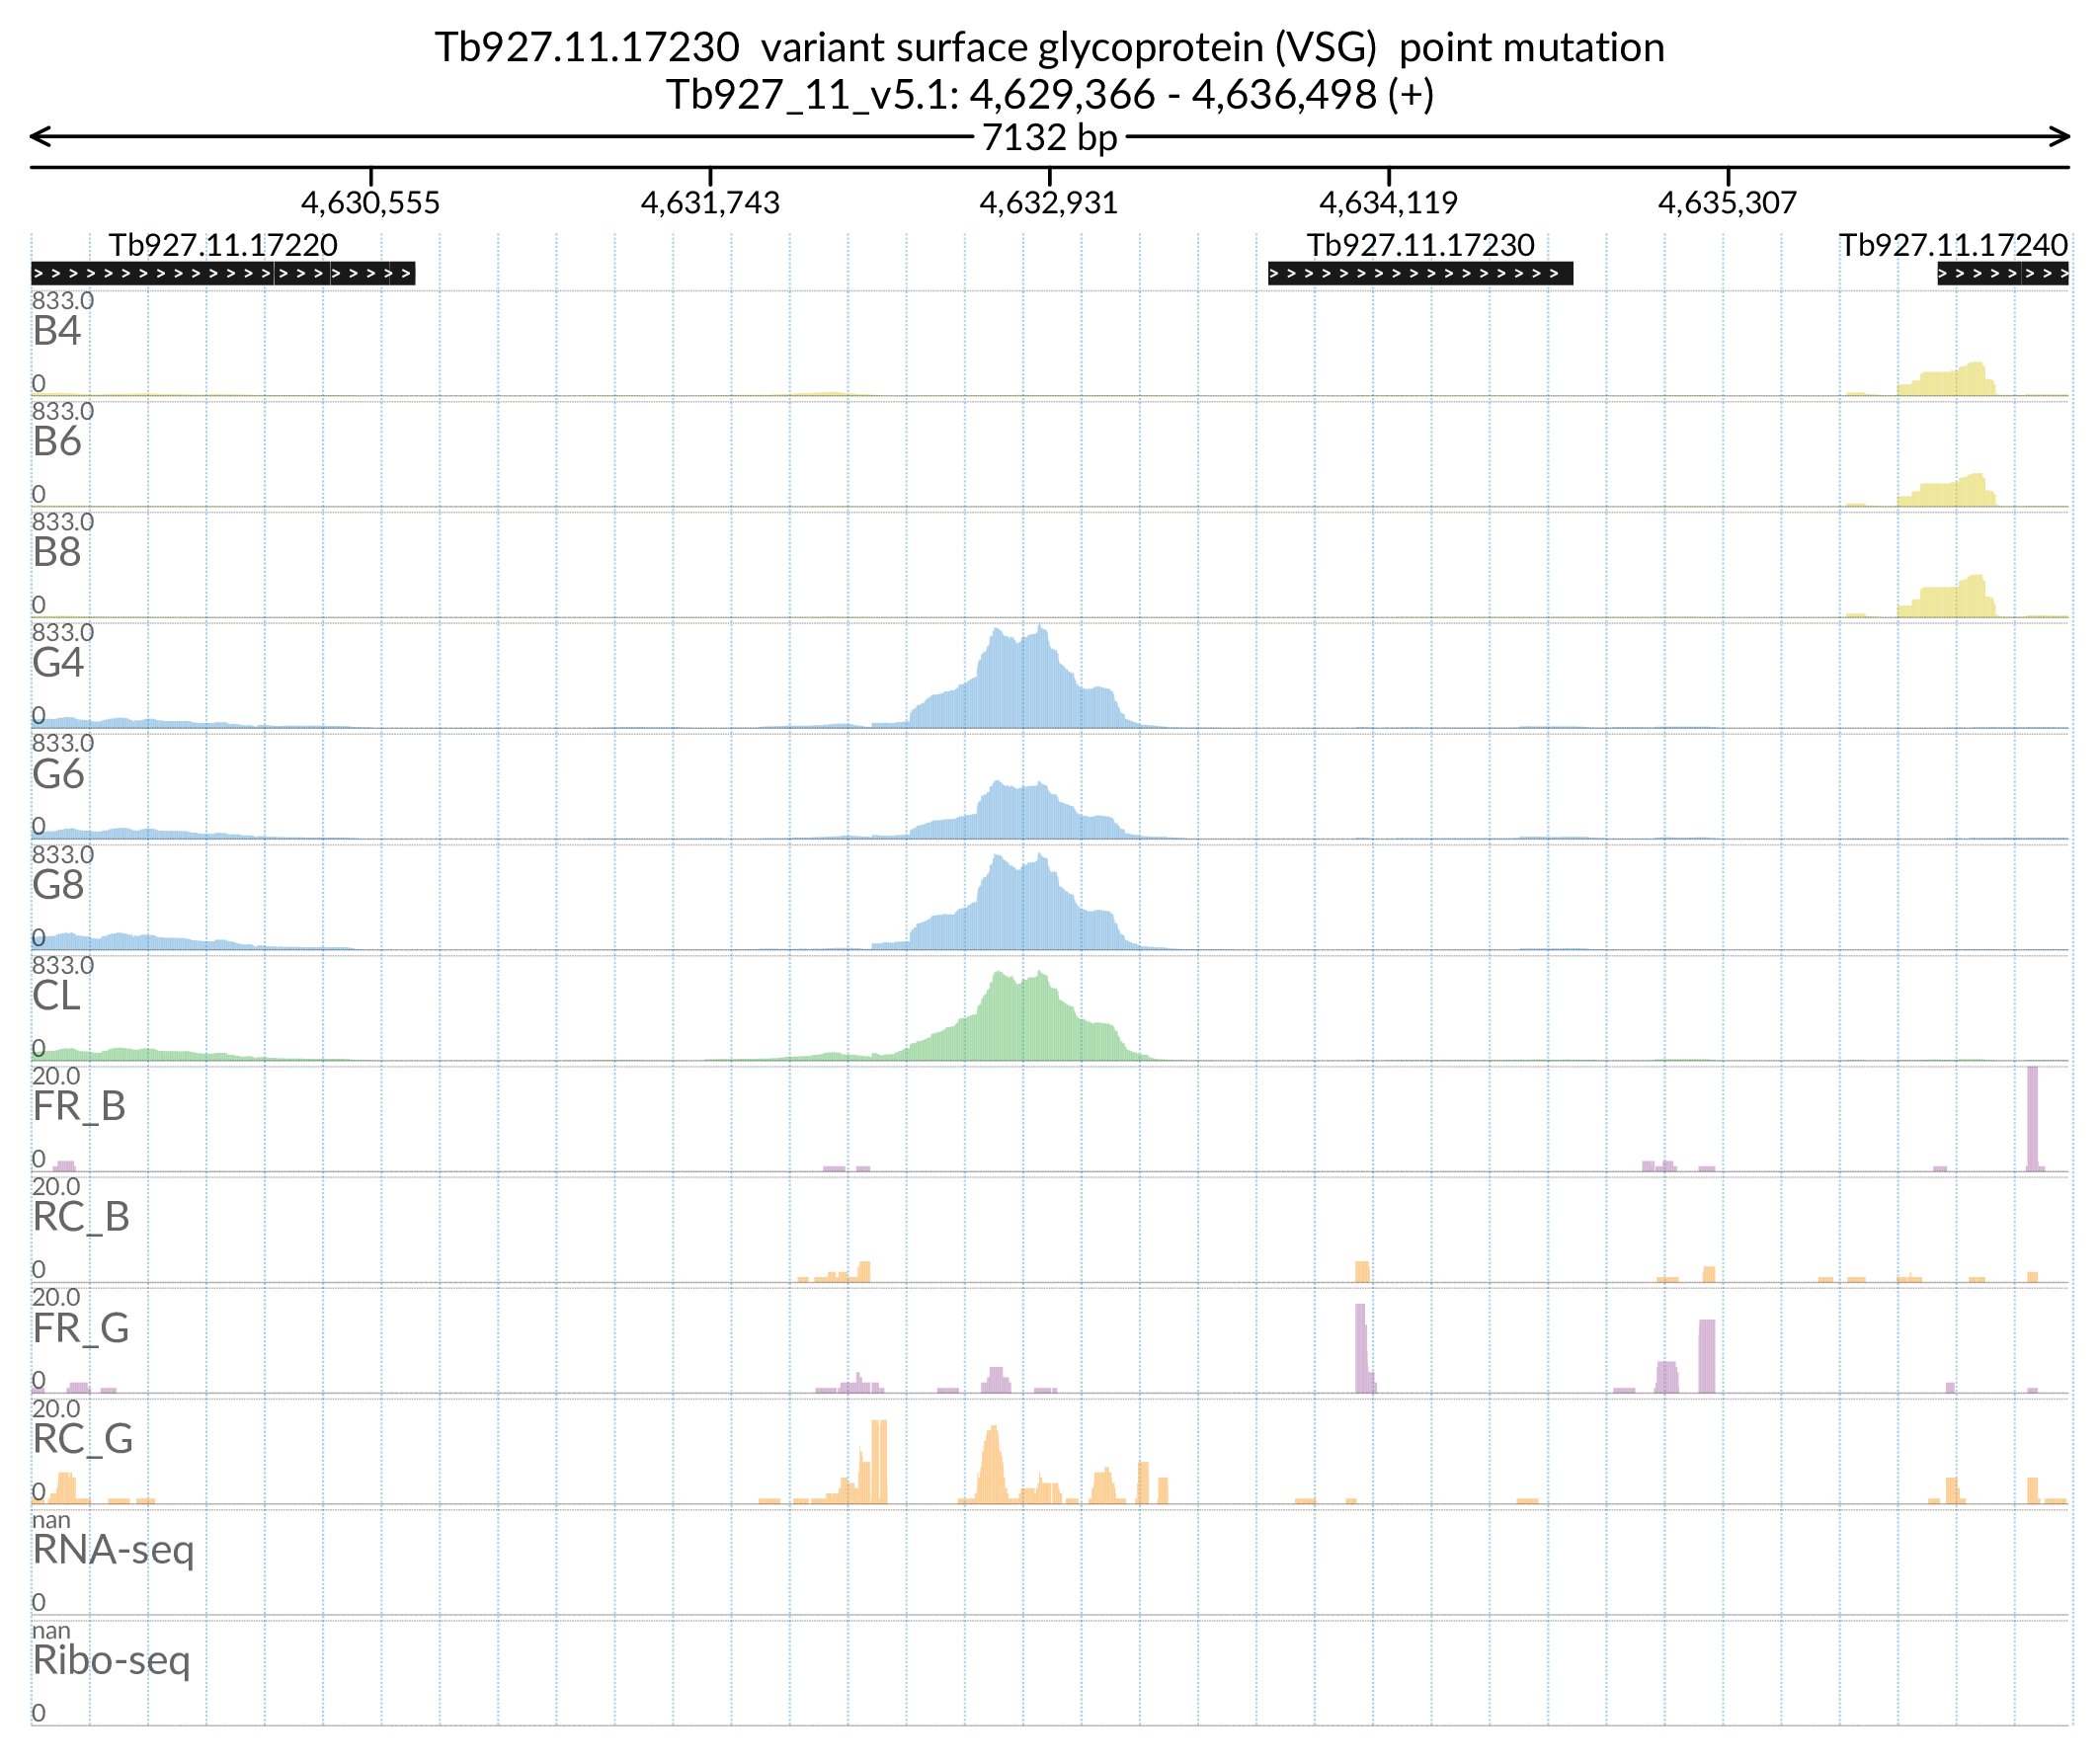 Tb927.11.17230 variant surface glycoprotein (VSG) point mutation
Tb927_11_v5.1: 4,629,366 - 4,636,498 (+)
7132 bp
4,630,555 4,631,743 4,632,931 4,634,119 4,635,307
Tb927.11.17220 Tb927.11.17230 Tb927.11.17240
833.0
B4
0
833.0
B6
0
833.0
B8
0
833.0
G4
0
833.0
G6
0
833.0
G8
0
833.0
CL
0
20.0
FR_B
0
20.0
RC_B
0
20.0
FR_G
0
20.0
RC_G
0
nan
RNA-seq
0
nan
Ribo-seq
0